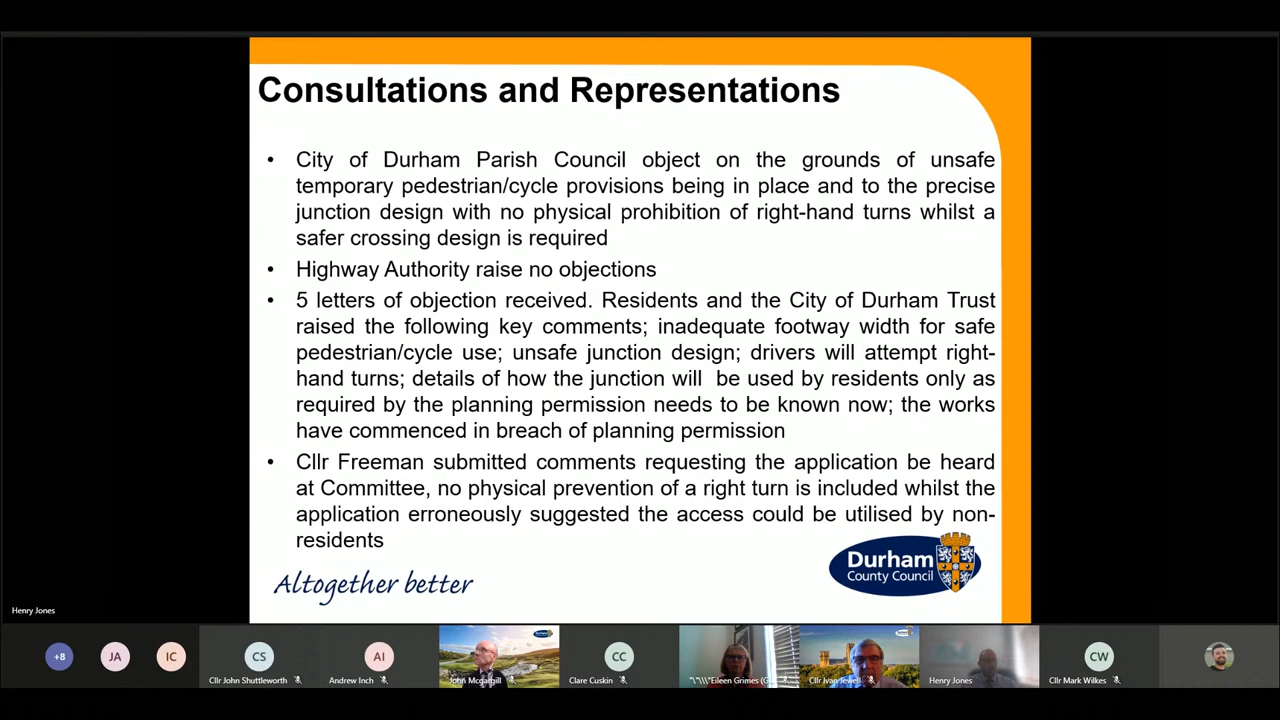 Consultations and Representations
• City of Durham Parish Council object on the grounds of unsafe
temporary pedestrian/cycle provisions being in place and to the precise
junction design with no physical prohibition of right-hand turns whilst a
safer crossing design is required
• Highway Authority raise no objections
• 5 letters of objection received. Residents and the City of Durham Trust
raised the following key comments; inadequate footway width for safe
pedestrian/cycle use; unsafe junction design; drivers will attempt right-
hand turns; details of how the junction will be used by residents only as
required by the planning permission needs to be known now; the works
have commenced in breach of planning permission
• Cllr Freeman submitted comments requesting the application be heard
at Committee, no physical prevention of a right turn is included whilst the
application erroneously suggested the access could be utilised by non-
residents
Altogether better
Durham
County Council
Henry Jones
+8
JA
IC
CS
Cllr John Shuttleworth
AI
Andrew Inch
Durham
John Mcgargill
CC
Clare Cuskin
"\"\\\"Eileen Grimes (G
Cllr Ivan Jewell
Henry Jones
CW
Cllr Mark Wilkes